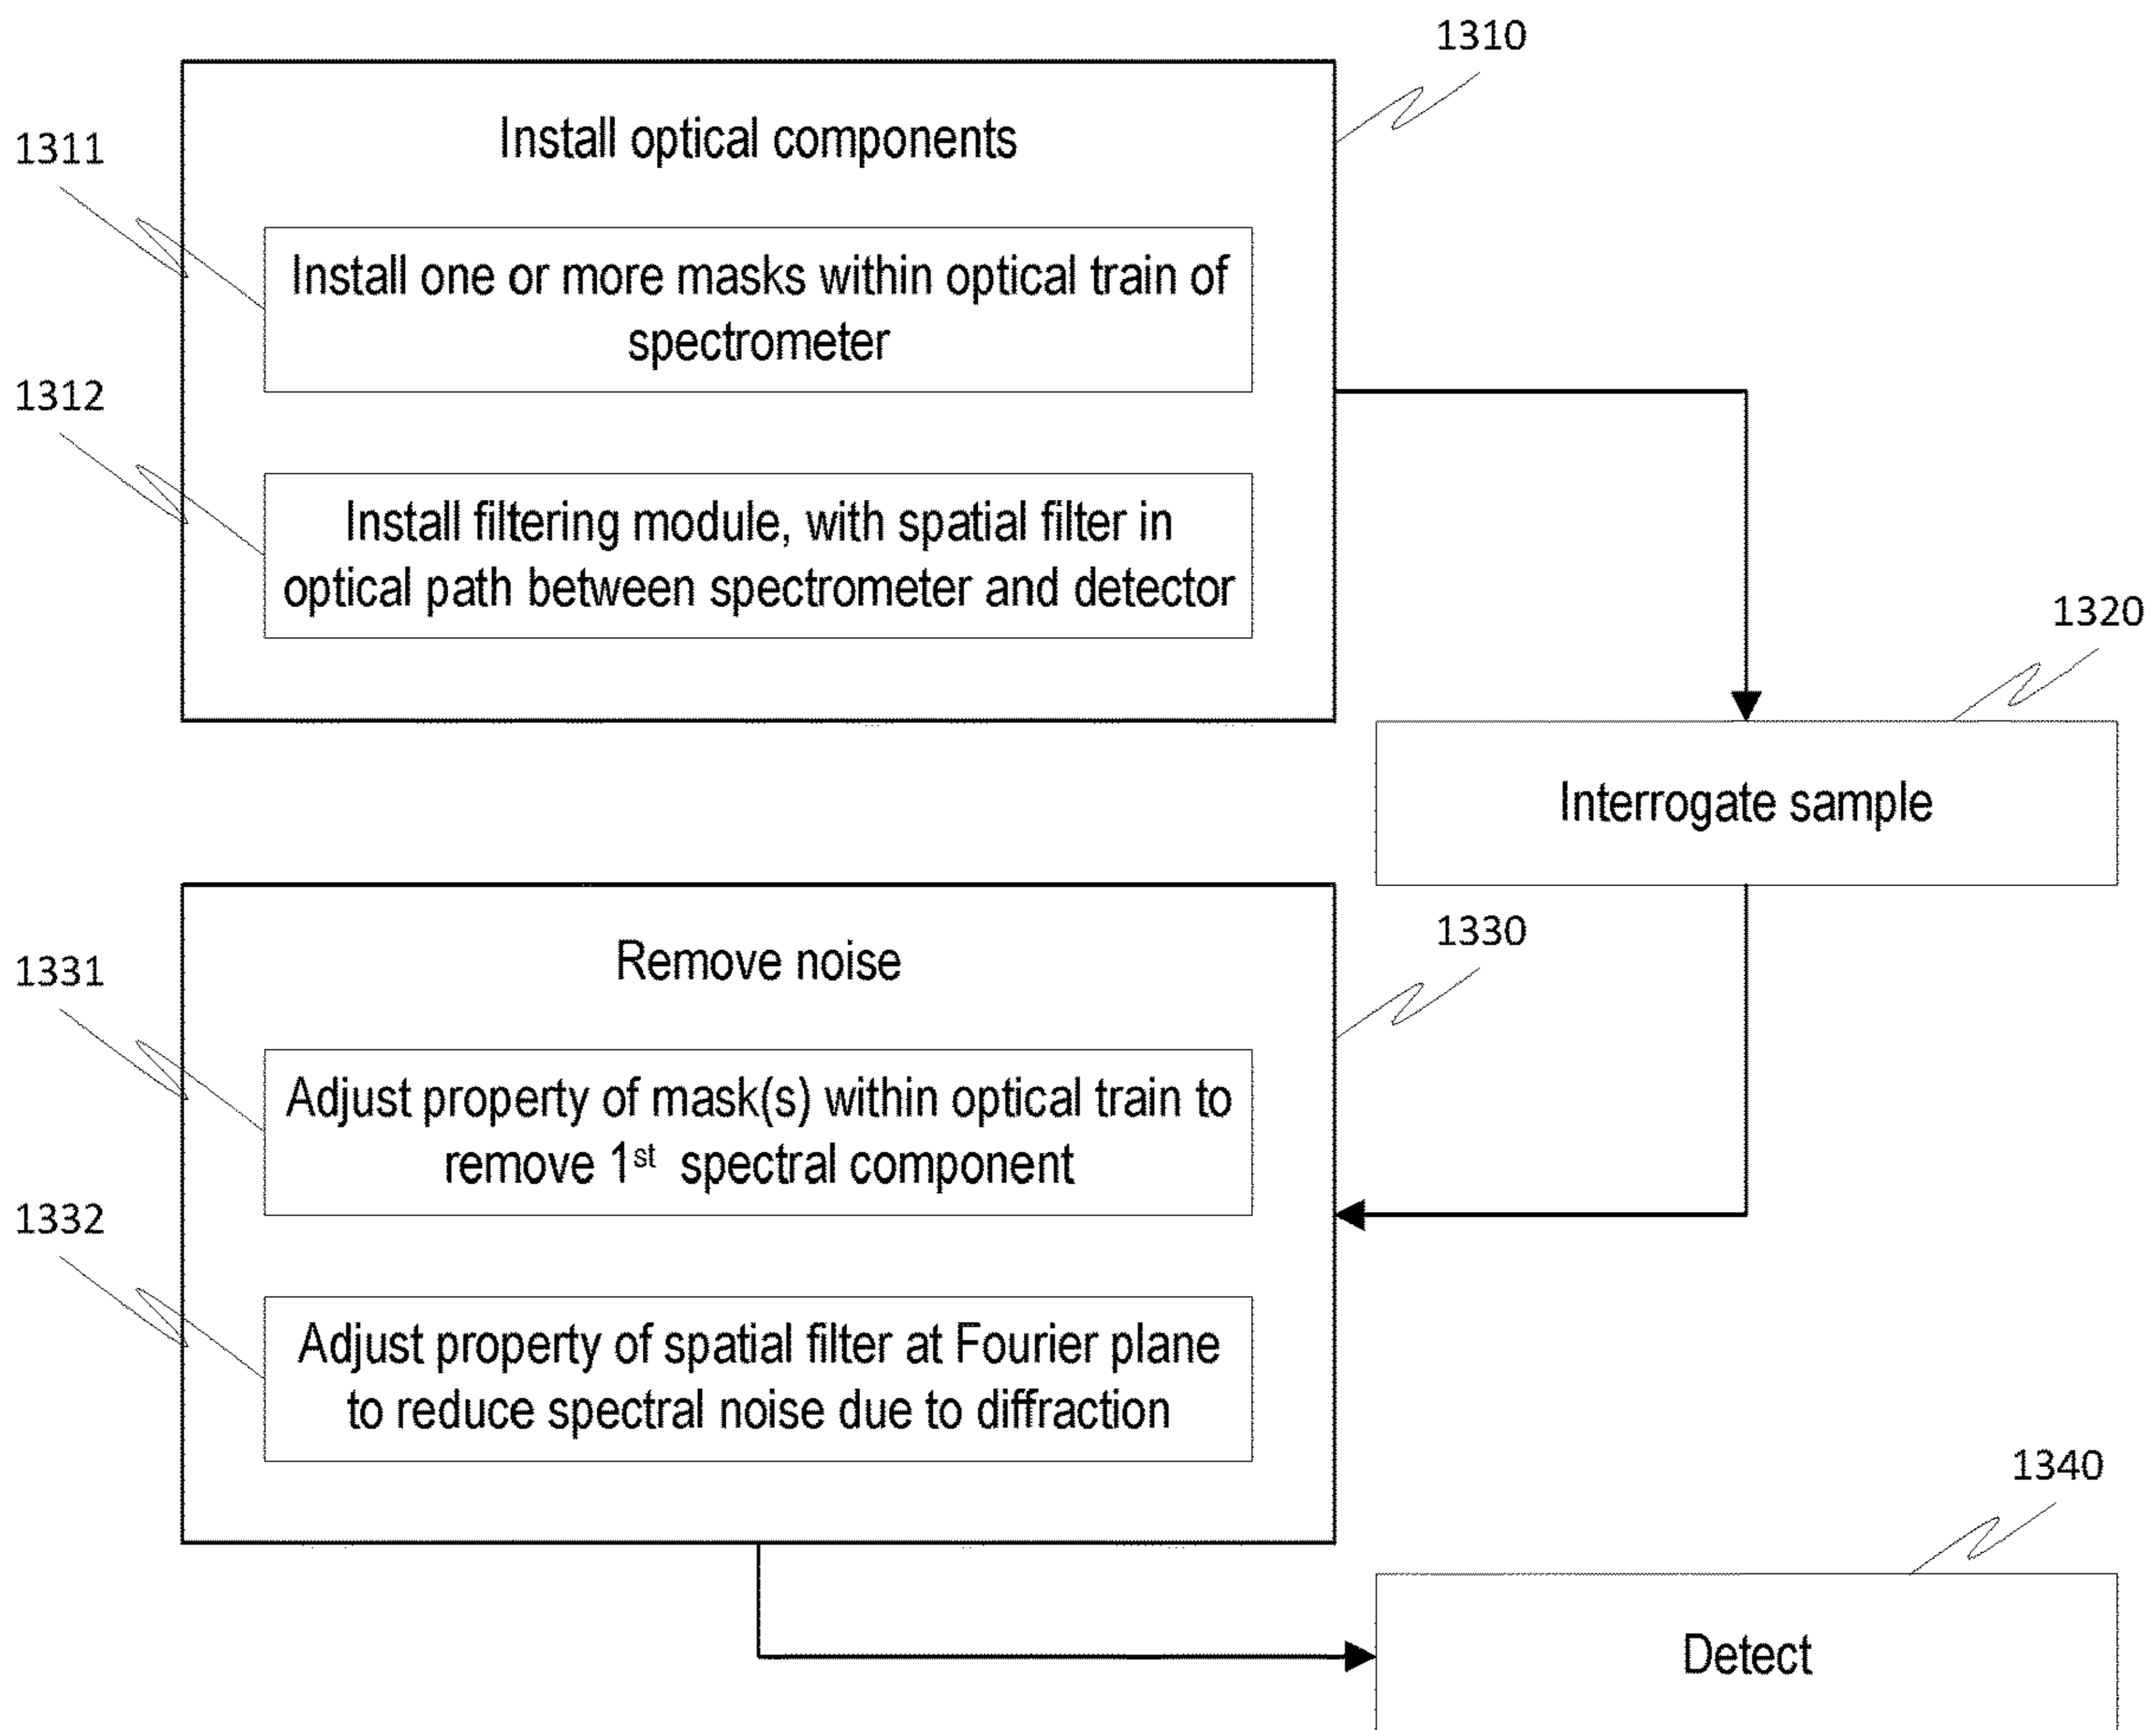 1310
Install optical components
1311
Install one or more masks within optical train of
spectrometer
1312
Install filtering module, with spatial filter in
optical path between spectrometer and detector
1320
Interrogate sample
1330
Remove noise
1331
Adjust property of mask(s) within optical train to
remove 1st spectral component
1332
Adjust property of spatial filter at Fourier plane
to reduce spectral noise due to diffraction
1340
Detect